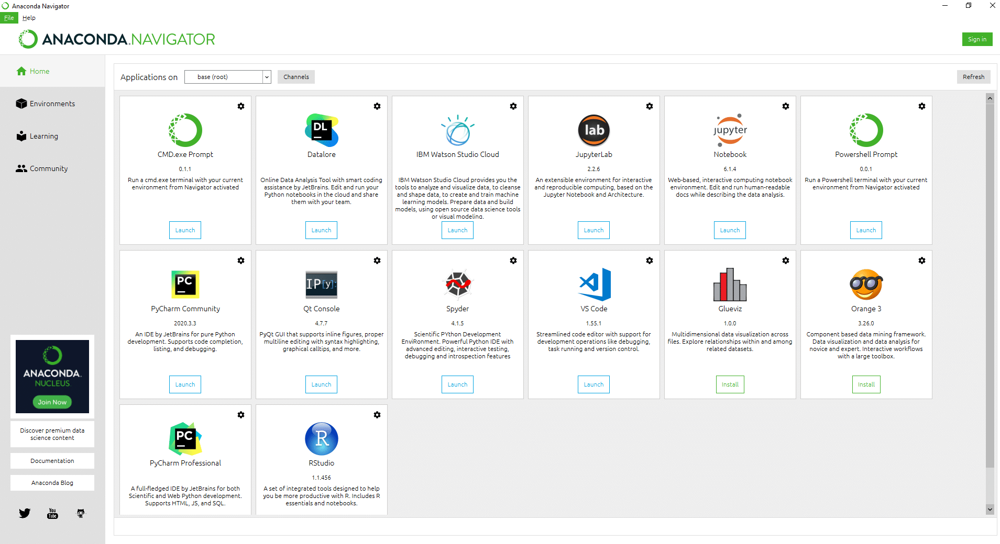 Anaconda Navigator
File Help
ANACONDA.NAVIGATOR
Sign in
Home
Environments
Learning
Community
ANACONDA.
NUCLEUS
Join Now
Discover premium data
science content
Documentation
Anaconda Blog
You
Tube
Applications on
base (root)
Channels
Refresh
CMD.exe Prompt
0.1.1
Run a cmd.exe terminal with your current
environment from Navigator activated
Launch
DL
Datalore
Online Data Analysis Tool with smart coding
assistance by JetBrains. Edit and run your
Python notebooks in the cloud and share
them with your team.
Launch
IBM Watson Studio Cloud
IBM Watson Studio Cloud provides you the
tools to analyze and visualize data, to cleanse
and shape data, to create and train machine
learning models. Prepare data and build
models, using open source data science tools
or visual modeling.
Launch
lab
JupyterLab
2.2.6
An extensible environment for interactive
and reproducible computing, based on the
Jupyter Notebook and Architecture.
Launch
jupyter
Notebook
6.1.4
Web-based, interactive computing notebook
environment. Edit and run human-readable
docs while describing the data analysis.
Launch
Powershell Prompt
0.0.1
Run a Powershell terminal with your current
environment from Navigator activated
Launch
PC
PyCharm Community
2020.3.3
An IDE by JetBrains for pure Python
development. Supports code completion,
listing, and debugging.
Launch
IP[y]:
Qt Console
4.7.7
PyQt GUI that supports inline figures, proper
multiline editing with syntax highlighting,
graphical calltips, and more.
Launch
Spyder
4.1.5
Scientific PYthon Development
EnviRonment. Powerful Python IDE with
advanced editing, interactive testing,
debugging and introspection features
Launch
VS Code
1.55.1
Streamlined code editor with support for
development operations like debugging,
task running and version control.
Launch
Glueviz
1.0.0
Multidimensional data visualization across
files. Explore relationships within and among
related datasets.
Install
Orange 3
3.26.0
Component based data mining framework.
Data visualization and data analysis for
novice and expert. Interactive workflows
with a large toolbox.
Install
PC
PyCharm Professional
A full-fledged IDE by JetBrains for both
Scientific and Web Python development.
Supports HTML, JS, and SQL.
R
RStudio
1.1.456
A set of integrated tools designed to help
you be more productive with R. Includes R
essentials and notebooks.